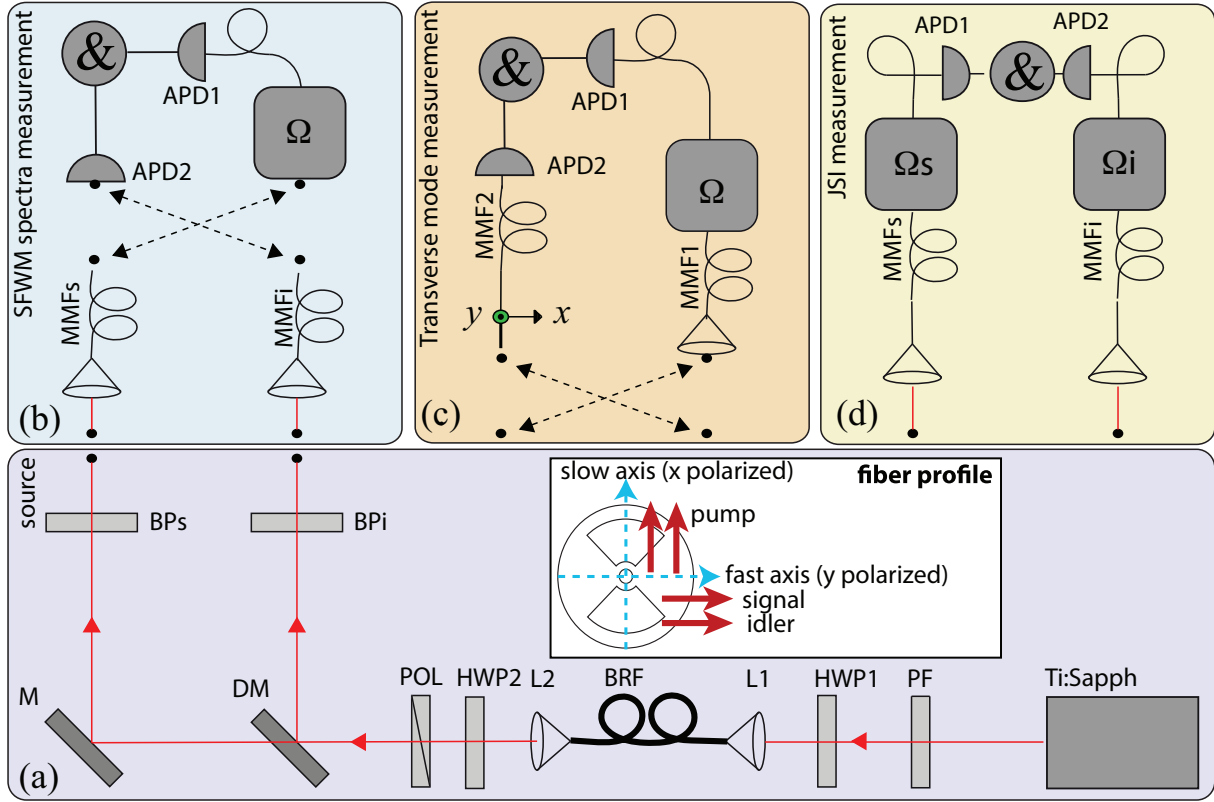 SFWM spectra measurement
&
APD1
Ω
APD2
MMFs
MMFi
(b)
Transverse mode measurement
&
APD1
APD2
Ω
MMF2
MMF1
y
x
(c)
JSI measurement
APD1
APD2
&
Ωs
Ωi
MMFs
MMFi
(d)
source
BPs
BPi
slow axis (x polarized)
fiber profile
pump
fast axis (y polarized)
signal
idler
M
DM
POL
HWP2
L2
BRF
L1
HWP1
PF
Ti:Sapph
(a)